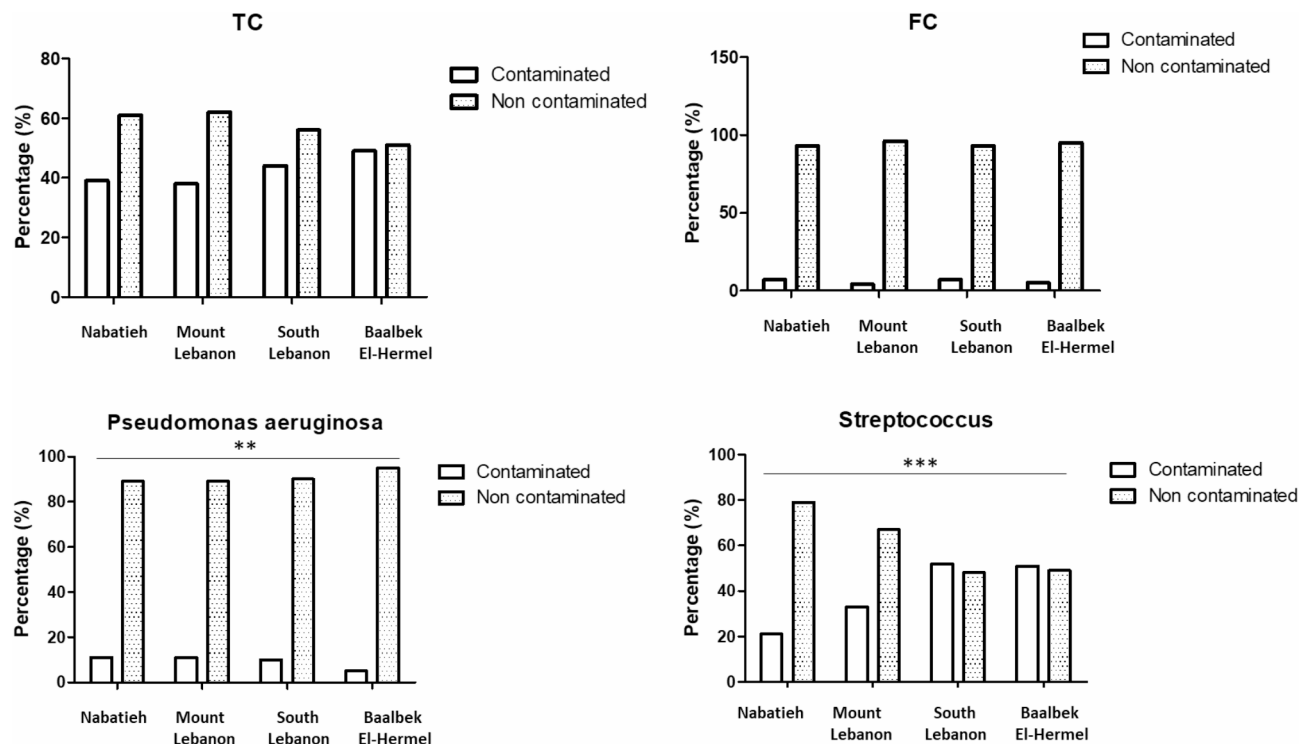 TC
Percentage (%)
80
60
40
20
0
Contaminated
Non contaminated
Nabatieh
Mount
Lebanon
South
Lebanon
Baalbek
El-Hermel
FC
Percentage (%)
150
100
50
0
Contaminated
Non contaminated
Nabatieh
Mount
Lebanon
South
Lebanon
Baalbek
El-Hermel
Pseudomonas aeruginosa
**
Percentage (%)
100
80
60
40
20
0
Contaminated
Non contaminated
Nabatieh
Mount
Lebanon
South
Lebanon
Baalbek
El-Hermel
Streptococcus
***
Percentage (%)
100
80
60
40
20
0
Contaminated
Non contaminated
Nabatieh
Mount
Lebanon
South
Lebanon
Baalbek
El-Hermel